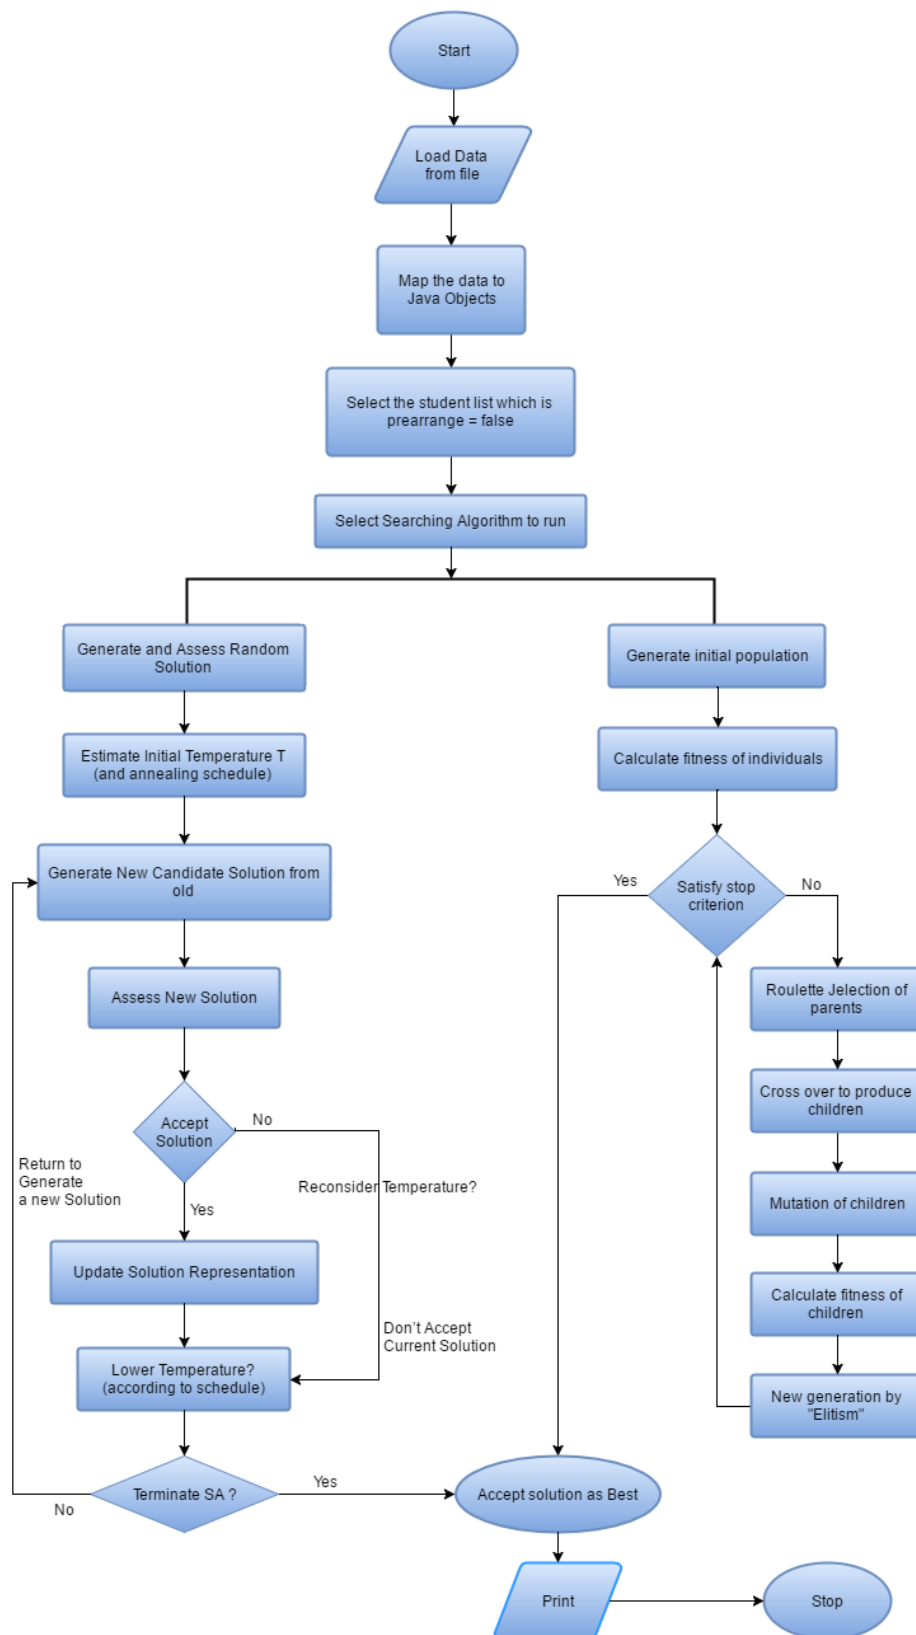 Start
Load Data
from file
Map the data to
Java Objects
Select the student list which is
prearrange = false
Select Searching Algorithm to run
Generate and Assess Random
Solution
Estimate Initial Temperature T
(and annealing schedule)
Generate New Candidate Solution from
old
Assess New Solution
Accept
Solution
No
Reconsider Temperature?
Return to
Generate
a new Solution
Yes
Update Solution Representation
Don't Accept
Current Solution
Lower Temperature?
(according to schedule)
Terminate SA ?
No
Yes
Generate initial population
Calculate fitness of individuals
Satisfy stop
criterion
Yes
No
Roulette Jelection of
parents
Cross over to produce
children
Mutation of children
Calculate fitness of
children
New generation by
"Elitism"
Accept solution as Best
Print
Stop